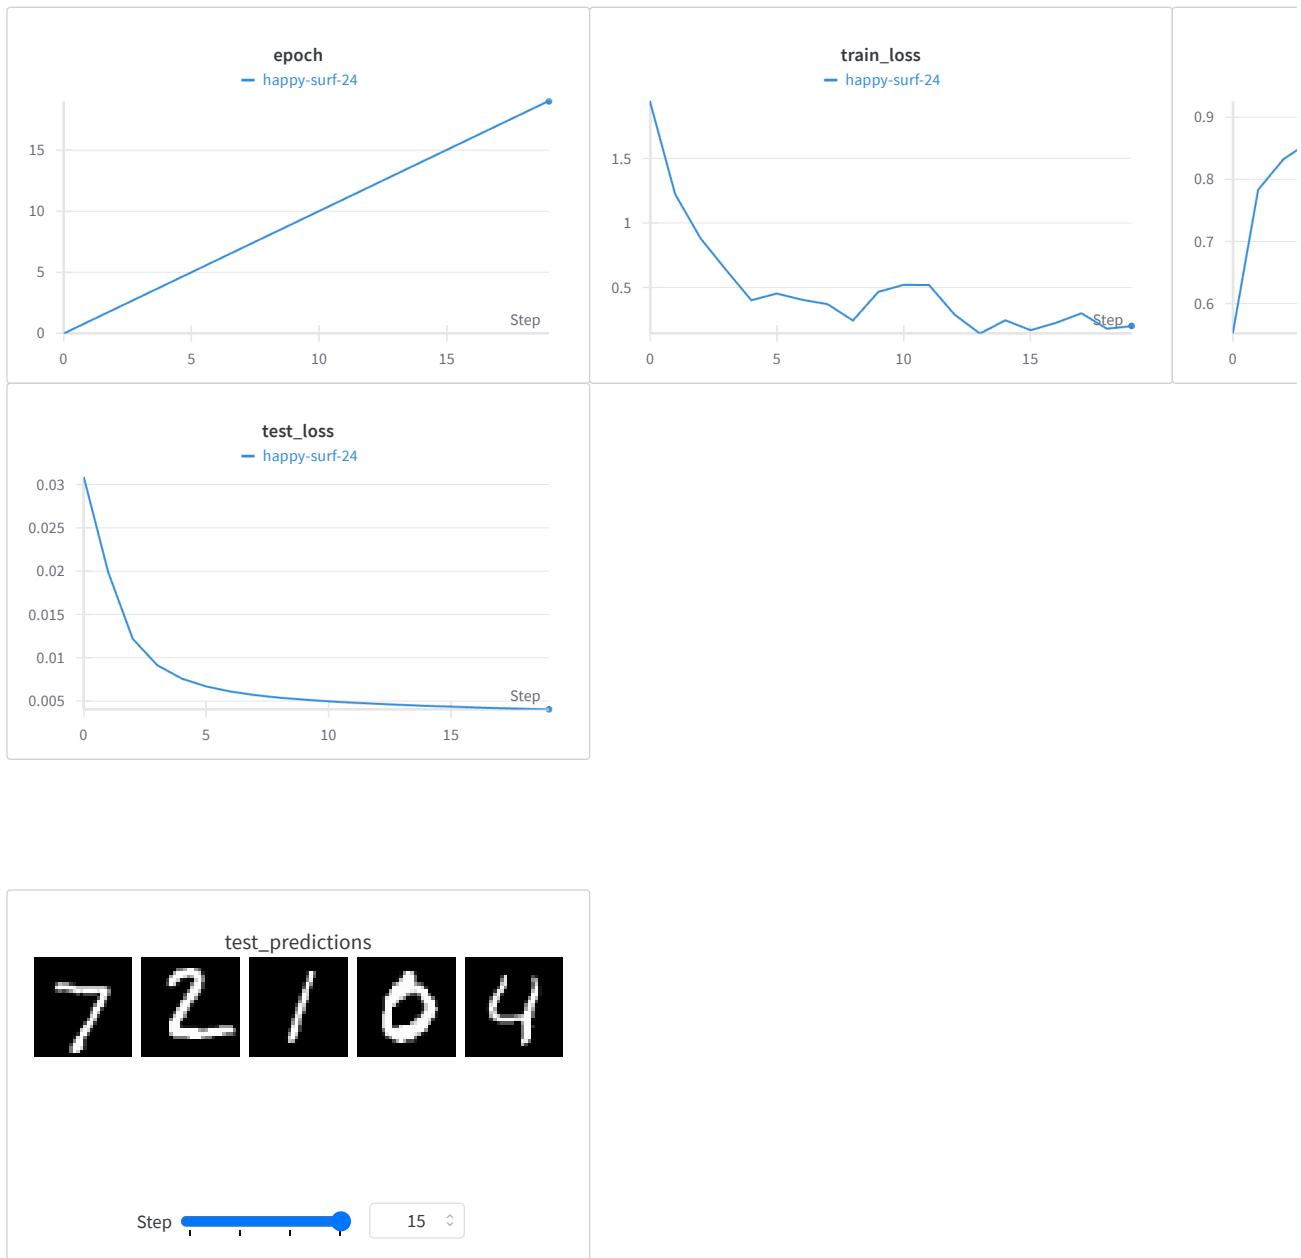 epoch
happy-surf-24
15
10
5
0
Step
0 5 10 15
train_loss
happy-surf-24
1.5
1
0.5
Step
0 5 10 15
0.9
0.8
0.7
0.6
0
test_loss
happy-surf-24
0.03
0.025
0.02
0.015
0.01
0.005
Step
0 5 10 15
test_predictions
7 2 1 0 4
Step 15